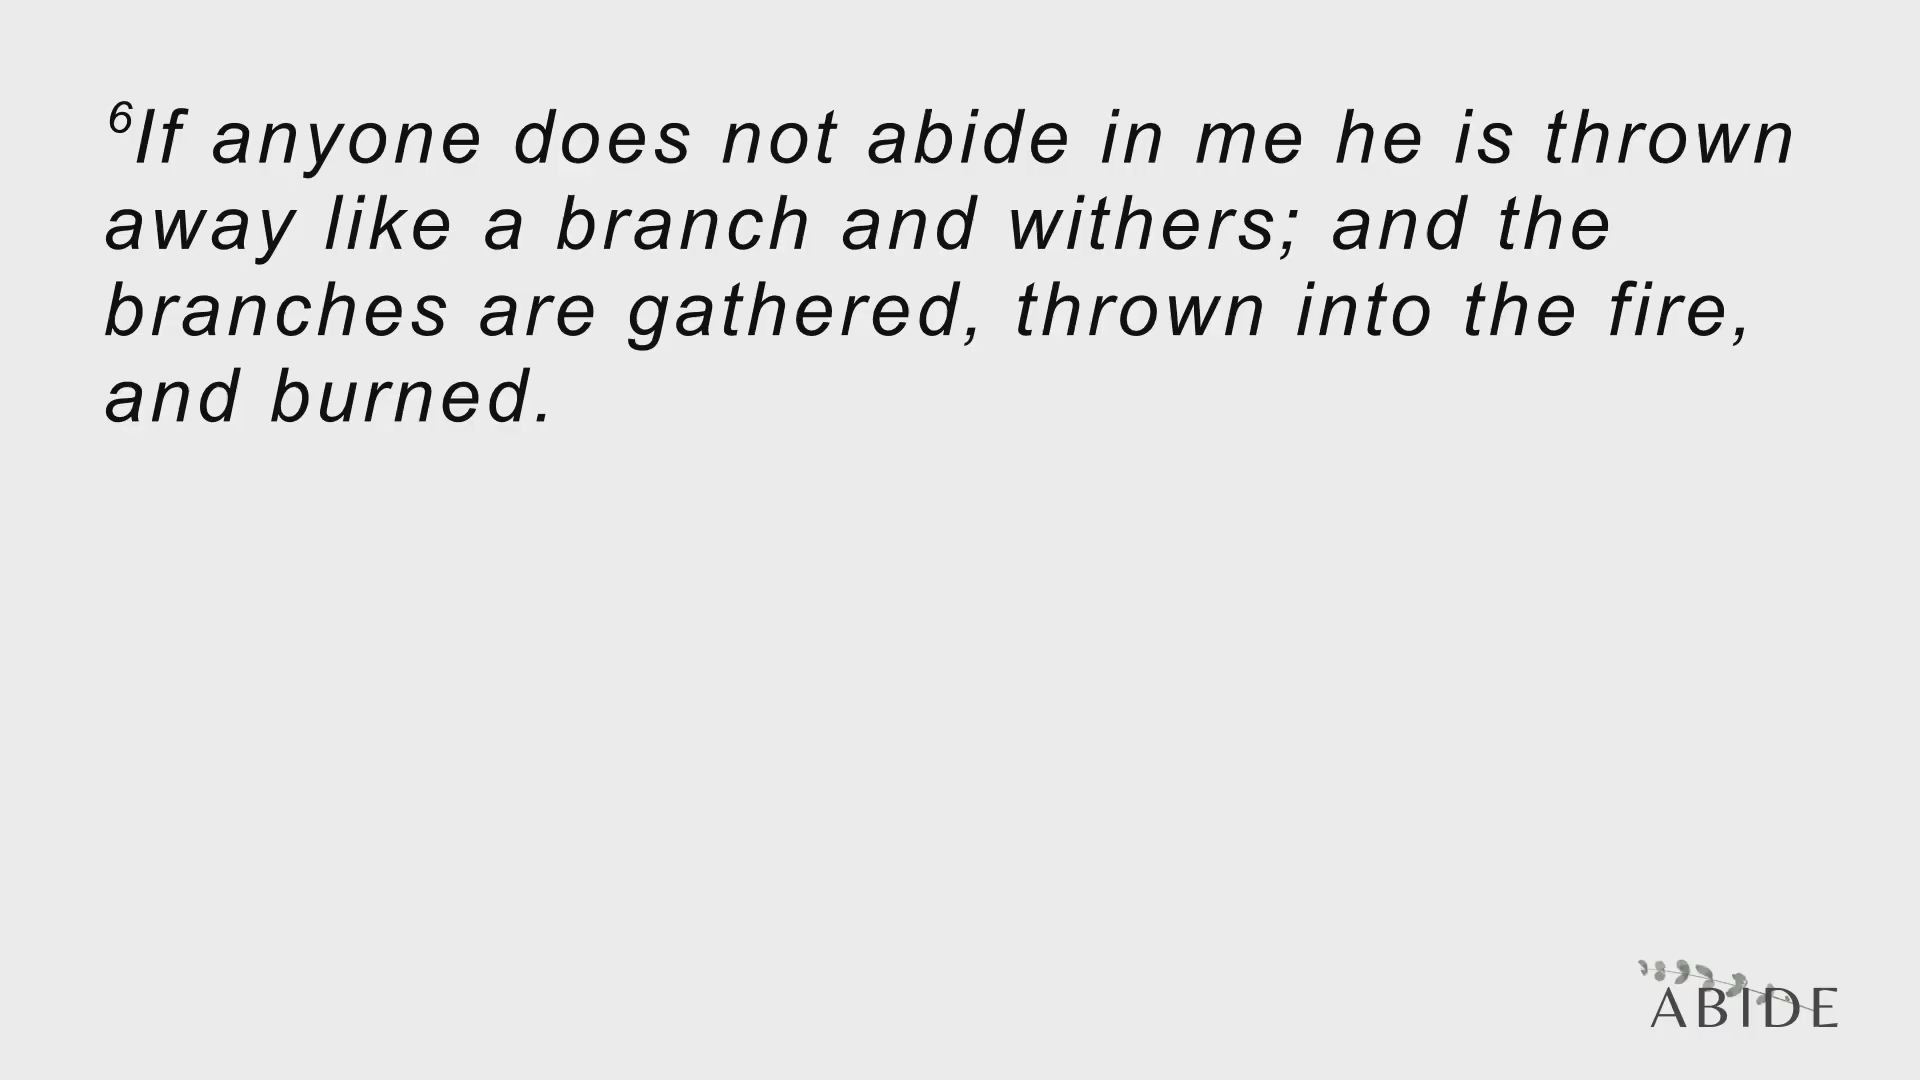 ⁶If anyone does not abide in me he is thrown
away like a branch and withers; and the
branches are gathered, thrown into the fire,
and burned.
ABIDE